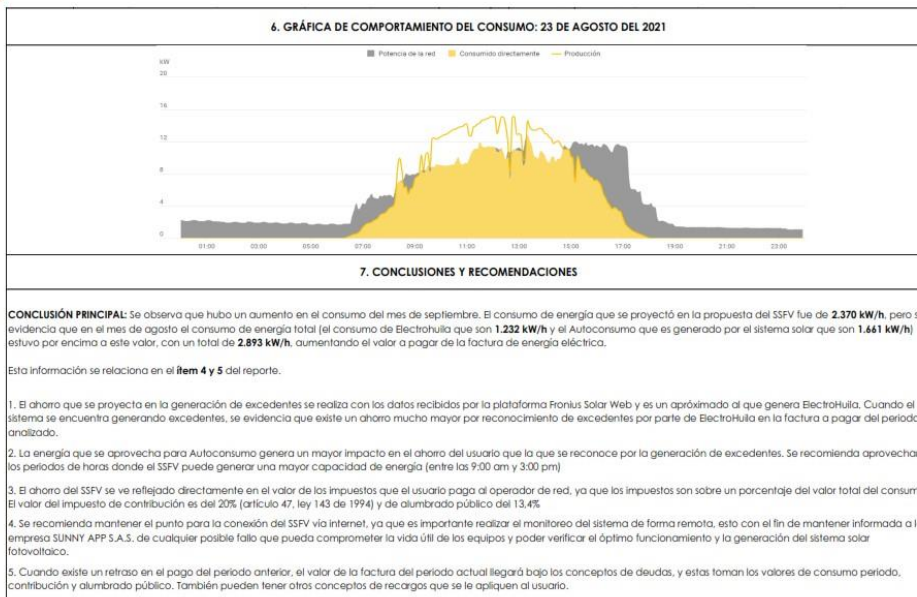 6. GRÁFICA DE COMPORTAMIENTO DEL CONSUMO: 23 DE AGOSTO DEL 2021
Potencia de la red Consumido directamente Producción
kW
20
16
12
8
4
0
01:00 03:00 05:00 07:00 09:00 11:00 13:00 15:00 17:00 19:00 21:00 23:00
7. CONCLUSIONES Y RECOMENDACIONES
CONCLUSIÓN PRINCIPAL: Se observa que hubo un aumento en el consumo del mes de septiembre. El consumo de energía que se proyectó en la propuesta del SSFV fue de 2.370 kW/h, pero s
evidencia que en el mes de agosto el consumo de energía total (el consumo de Electrohuila que son 1.232 kW/h y el Autoconsumo que es generado por el sistema solar que son 1.661 kW/h)
estuvo por encima a este valor, con un total de 2.893 kW/h, aumentando el valor a pagar de la factura de energía eléctrica.
Esta información se relaciona en el ítem 4 y 5 del reporte.
1. El ahorro que se proyecta en la generación de excedentes se realiza con los datos recibidos por la plataforma Fronius Solar Web y es un apróximado al que genera ElectroHuila. Cuando el
sistema se encuentra generando excedentes, se evidencia que existe un ahorro mucho mayor por reconocimiento de excedentes por parte de ElectroHuila en la factura a pagar del periodo
analizado.
2. La energía que se aprovecha para Autoconsumo genera un mayor impacto en el ahorro del usuario que la que se reconoce por la generación de excedentes. Se recomienda aprovechar
los periodos de horas donde el SSFV puede generar una mayor capacidad de energía (entre las 9:00 am y 3:00 pm)
3. El ahorro del SSFV se ve reflejado directamente en el valor de los impuestos que el usuario paga al operador de red, ya que los impuestos son sobre un porcentaje del valor total del consum
El valor del impuesto de contribución es del 20% (artículo 47, ley 143 de 1994) y de alumbrado público del 13,4%
4. Se recomienda mantener el punto para la conexión del SSFV vía internet, ya que es importante realizar el monitoreo del sistema de forma remota, esto con el fin de mantener informada a l
empresa SUNNY APP S.A.S. de cualquier posible fallo que pueda comprometer la vida útil de los equipos y poder verificar el óptimo funcionamiento y la generación del sistema solar
fotovoltaico.
5. Cuando existe un retraso en el pago del periodo anterior, el valor de la factura del periodo actual llegará bajo los conceptos de deudas, y estas toman los valores de consumo periodo,
contribución y alumbrado público. También pueden tener otros conceptos de recargos que se le apliquen al usuario.